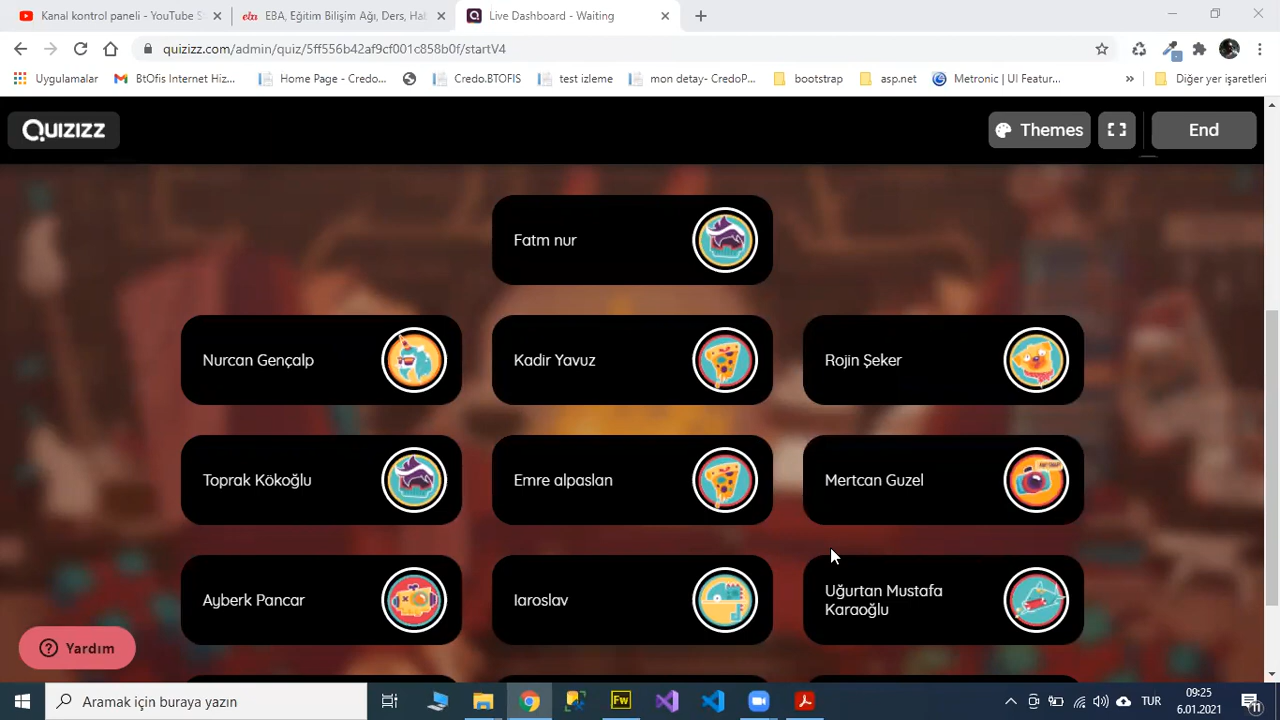 Kanal kontrol paneli - YouTube S
EBA, Eğitim Bilişim Ağı, Ders, Hab
Live Dashboard - Waiting
quizizz.com/admin/quiz/5ff556b42af9cf001c858b0f/startV4
Uygulamalar
BtOfis Internet Hiz...
Home Page - Credo...
Credo.BTOFIS
test izleme
mon detay- CredoP...
bootstrap
asp.net
Metronic | UI Featur...
»
Diğer yer işaretleri
Quizizz
Themes
End
Fatm nur
Nurcan Gençalp
Kadir Yavuz
Rojin Şeker
Toprak Kökoğlu
Emre alpaslan
Mertcan Guzel
Ayberk Pancar
Iaroslav
Uğurtan Mustafa
Karaoğlu
Yardım
Aramak için buraya yazın
Fw
TUR
09:25
6.01.2021
11